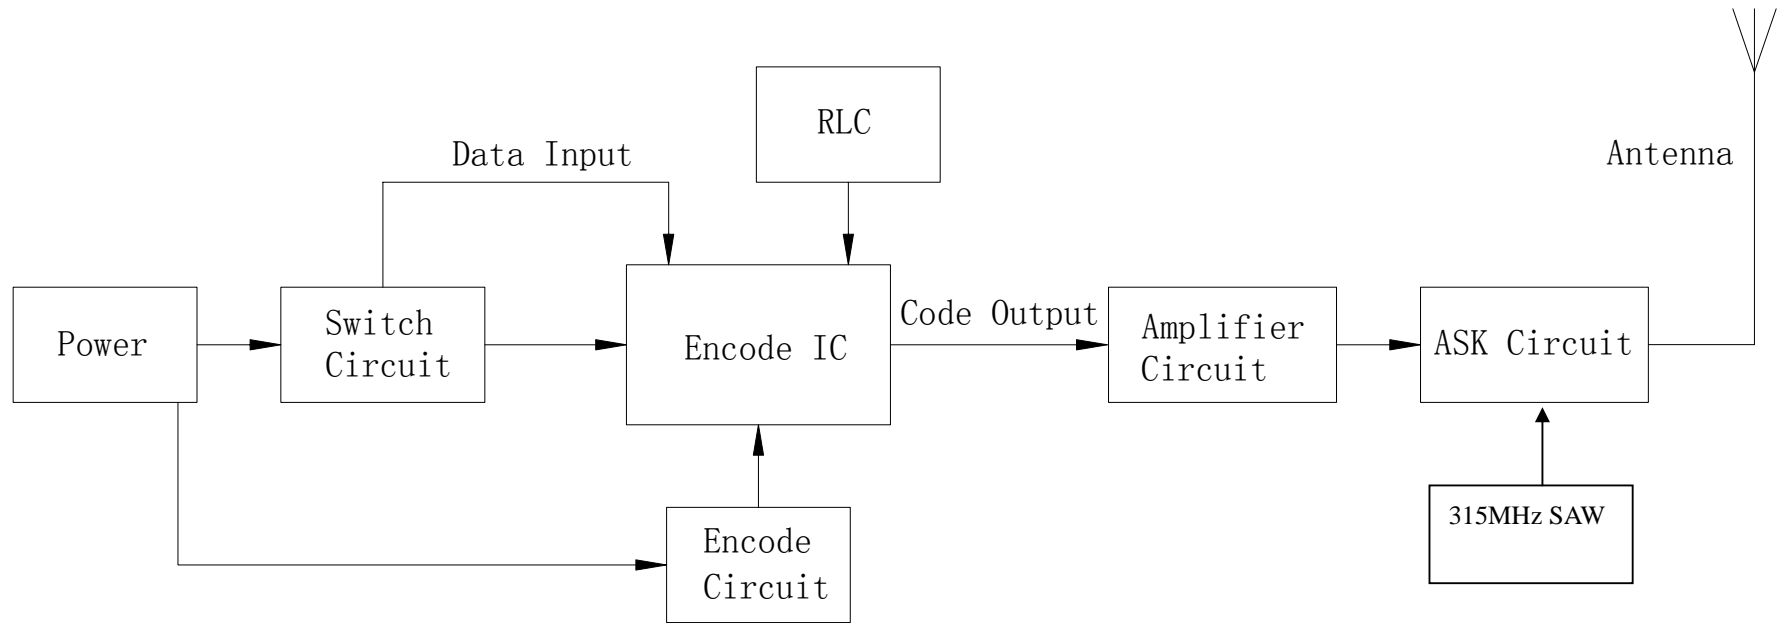 RLC
Data Input
Antenna
Power
Switch
Circuit
Encode IC
Code Output
Amplifier
Circuit
ASK Circuit
315MHz SAW
Encode
Circuit